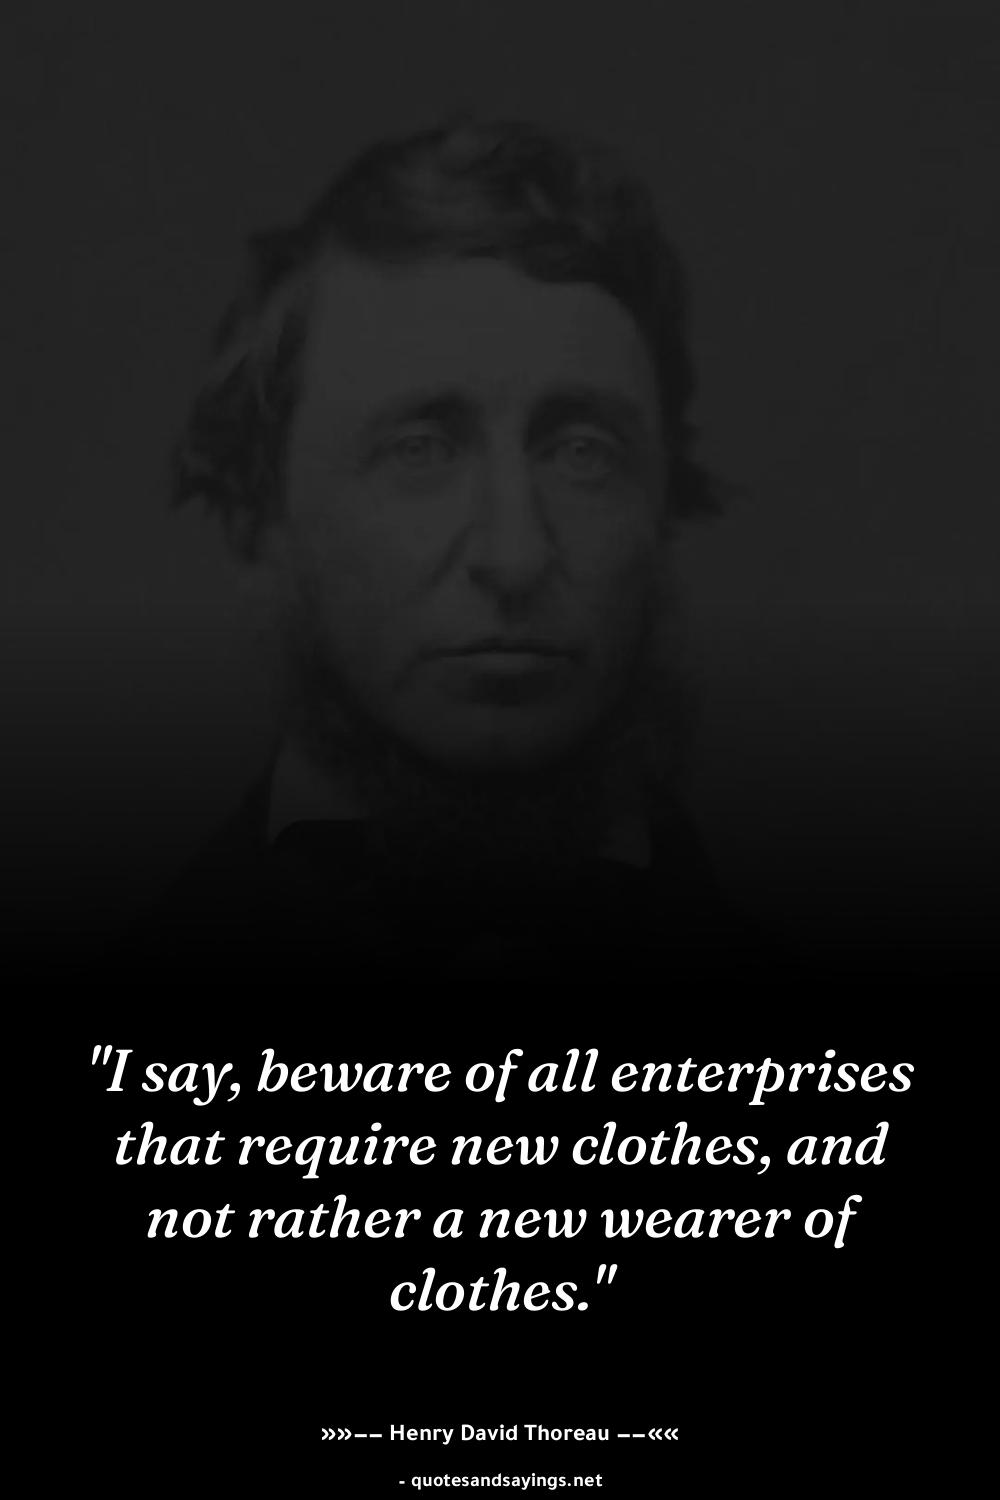 "I say, beware of all enterprises
that require new clothes, and
not rather a new wearer of
clothes."
»»–– Henry David Thoreau ––««
- quotesandsayings.net